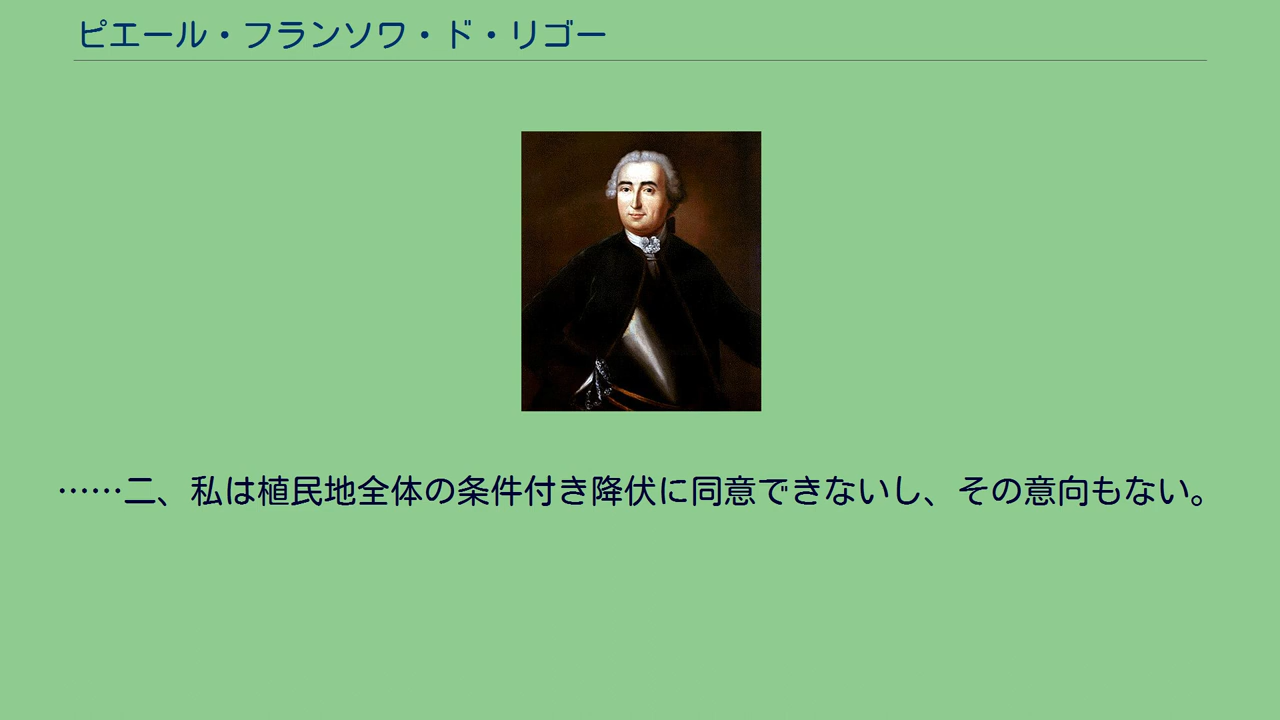 ピエール・フランソワ・ド・リゴー
……二、私は植民地全体の条件付き降伏に同意できないし、その意向もない。